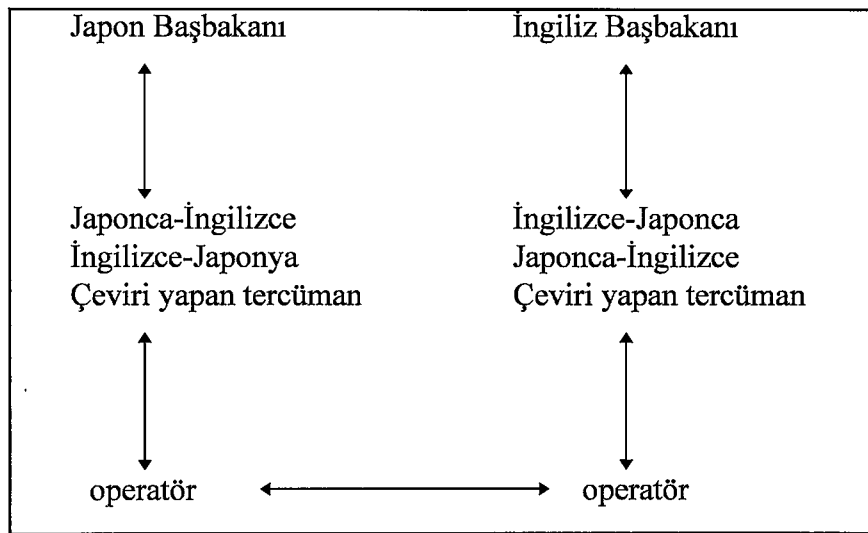 Japon Başbakanı
İngiliz Başbakanı
Japonca-İngilizce
İngilizce-Japonya
Çeviri yapan tercüman
İngilizce-Japonca
Japonca-İngilizce
Çeviri yapan tercüman
operatör
operatör